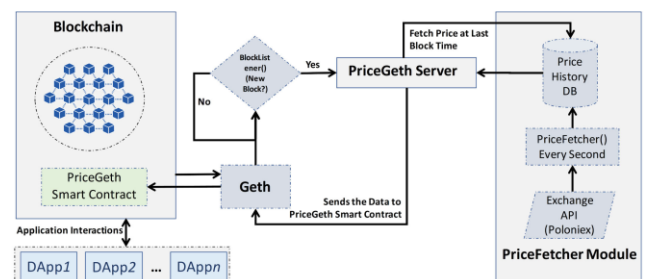 Blockchain
PriceGeth
Smart Contract
Application Interactions
DApp1
DApp2
...
DAppn
BlockList
ener()
(New
Block?)
Yes
No
Geth
PriceGeth Server
Fetch Price at Last
Block Time
Sends the Data to
PriceGeth Smart Contract
Price
History
DB
PriceFetcher()
Every Second
Exchange
API
(Poloniex)
PriceFetcher Module